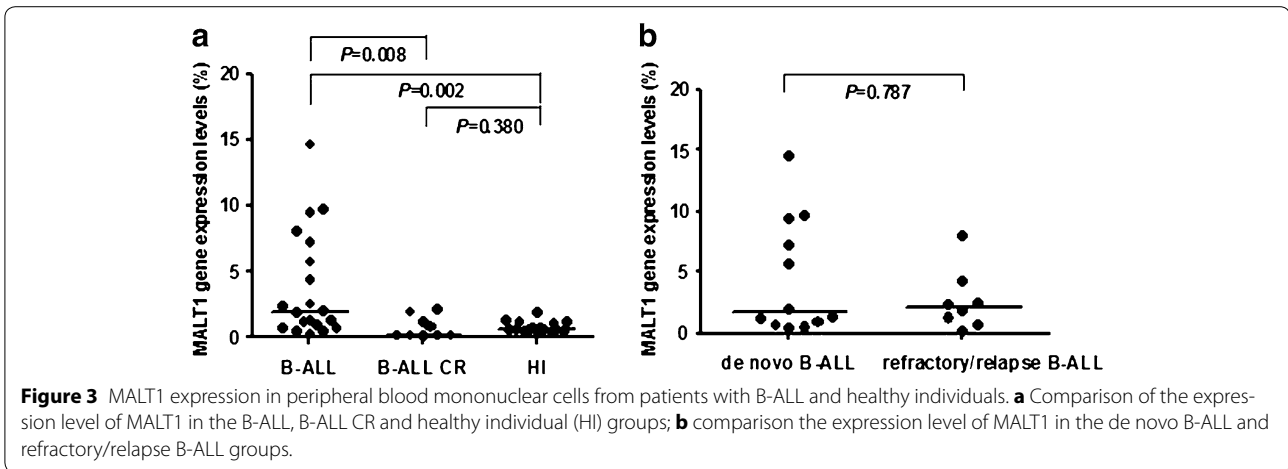 a
P=0.008
P=0.002
P=0.380
MALT1 gene expression levels (%)
20
15
10
5
0
B-ALL B-ALL CR HI
b
P=0.787
MALT1 gene expression levels (%)
20
15
10
5
0
de novo B-ALL refractory/relapse B-ALL
Figure 3 MALT1 expression in peripheral blood mononuclear cells from patients with B-ALL and healthy individuals. a Comparison of the expres-
sion level of MALT1 in the B-ALL, B-ALL CR and healthy individual (HI) groups; b comparison the expression level of MALT1 in the de novo B-ALL and
refractory/relapse B-ALL groups.